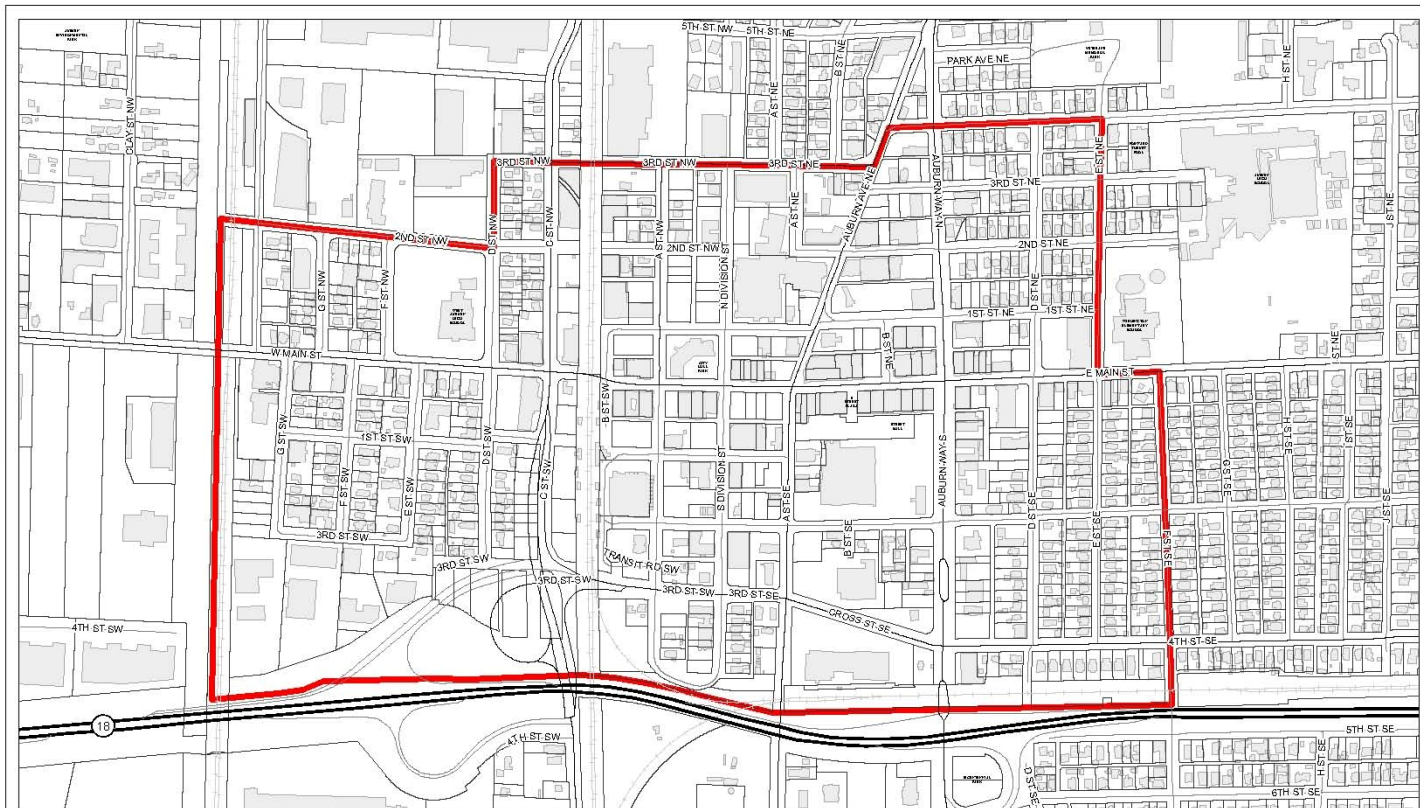 5TH ST NW
5TH ST NE
B ST NE
PARK AVE NE
H ST NE
CLAY ST NW
A ST NE
3RD ST NW
3RD ST NW
3RD ST NE
E ST NE
AUBURN AVE NE
AUBURN WAY N
3RD ST NE
J ST NE
2ND ST NW
D ST NW
C ST NW
A ST NW
2ND ST NW
N DIVISION ST
A ST NE
2ND ST NE
G ST NW
F ST NW
D ST NE
1ST ST NE
1ST ST NE
B ST NE
W MAIN ST
E MAIN ST
B ST SW
1ST ST SW
G ST SW
F ST SW
E ST SW
D ST SW
C ST SW
S DIVISION ST
A ST SE
B ST SE
AUBURN WAY S
D ST SE
E ST SE
F ST SE
G ST SE
I ST SE
J ST SE
3RD ST SW
3RD ST SW
3RD ST SW
TRANSIT RD SW
3RD ST SW
3RD ST SE
CROSS ST SE
4TH ST SW
4TH ST SE
18
4TH ST SW
D ST SE
5TH ST SE
H ST SE
6TH ST SE